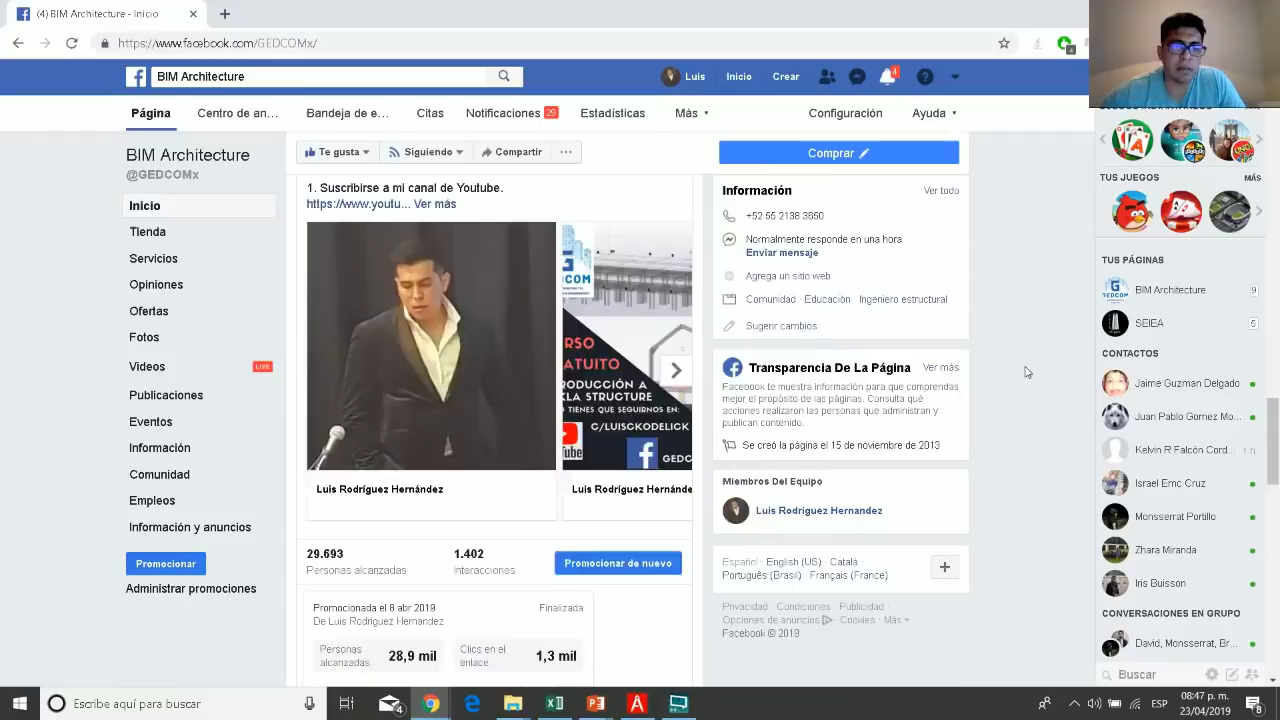 (4) BIM Architecture - Inicio
https://www.facebook.com/GEDCOMx/
BIM Architecture
Luis
Inicio
Crear
4
Página
Centro de an...
Bandeja de e...
Citas
Notificaciones 29
Estadísticas
Más
Configuración
Ayuda
BIM Architecture
@GEDCOMx
Inicio
Tienda
Servicios
Opiniones
Ofertas
Fotos
Videos
LIVE
Publicaciones
Eventos
Información
Comunidad
Empleos
Información y anuncios
Promocionar
Administrar promociones
Te gusta
Siguiendo
Compartir
Comprar
1. Suscribirse a mi canal de Youtube.
https://www.youtu... Ver más
GEDCOM
RSO
ATUITO
RODUCCIÓN A
KLA STRUCTURE
O TIENES QUE SEGUIRNOS EN:
C/LUISCKODELICK
Tube
GEDC
Luis Rodríguez Hernández
Luis Rodríguez Hernánde
29.693
Personas alcanzadas
1.402
Interacciones
Promocionar de nuevo
Promocionada el 8 abr 2019
Finalizada
De Luis Rodríguez Hernández
Personas alcanzadas
28,9 mil
Clics en el enlace
1,3 mil
Información
Ver todo
+52 55 2138 3650
Normalmente responde en una hora
Enviar mensaje
Agrega un sitio web
Comunidad · Educación · Ingeniero estructural
Sugerir cambios
Transparencia De La Página
Ver más
Facebook te muestra información para que comprendas
mejor el propósito de las páginas. Consulta qué
acciones realizaron las personas que administran y
publican contenido.
Se creó la página el 15 de noviembre de 2013
Miembros Del Equipo
Luis Rodriguez Hernandez
Español · English (US) · Català ·
Português (Brasil) · Français (France)
Privacidad · Condiciones · Publicidad ·
Opciones de anuncios · Cookies · Más
Facebook © 2019
TUS JUEGOS
MÁS
TUS PÁGINAS
BIM Architecture
9
SEIEA
CONTACTOS
Jaime Guzman Delgado
Juan Pablo Gomez Mo...
Kelvin R Falcón Cord...
1 h
Israel Emc Cruz
Monsserrat Portillo
Zhara Miranda
Iris Buisson
CONVERSACIONES EN GRUPO
David, Monserrat, Br...
Buscar
Escribe aquí para buscar
ESP
08:47 p. m.
23/04/2019